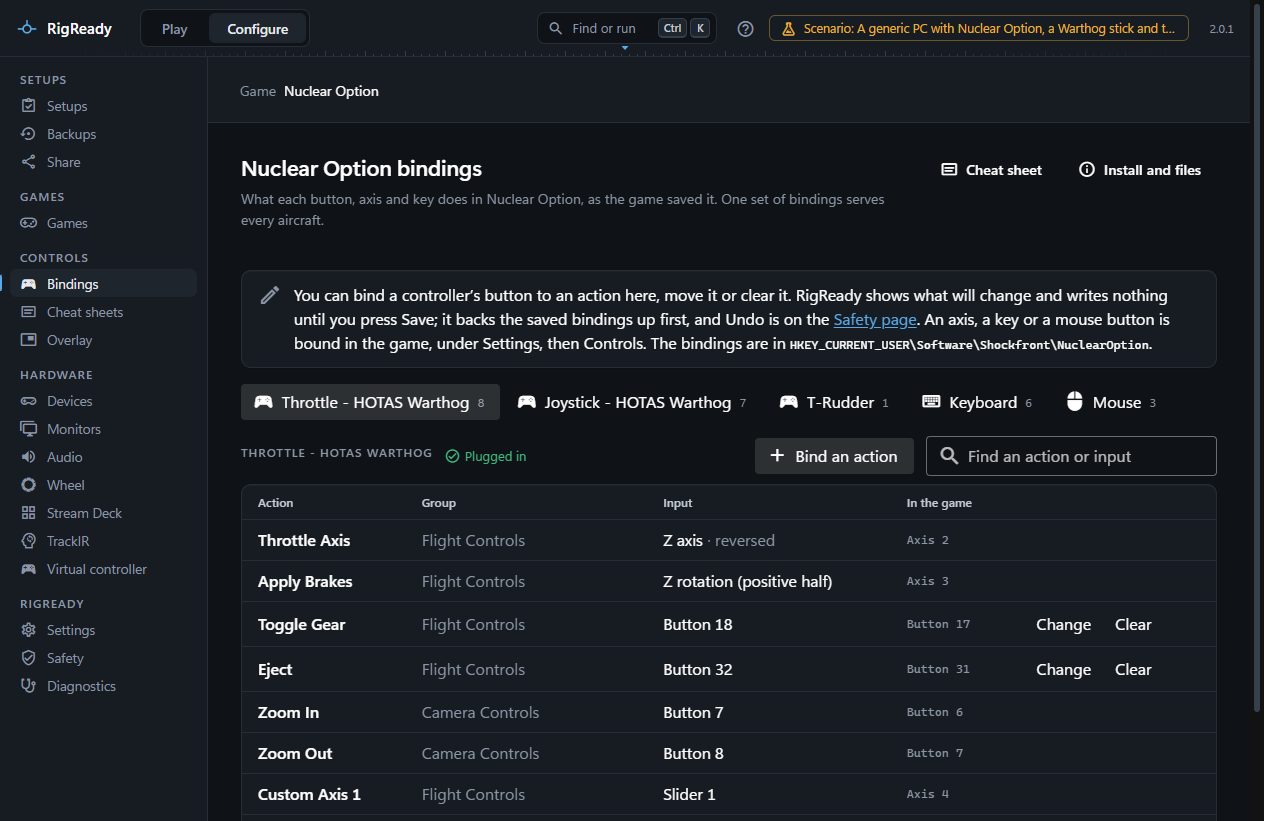 RigReady
Play
Configure
Find or run
Ctrl
K
Scenario: A generic PC with Nuclear Option, a Warthog stick and t...
2.0.1
SETUPS
Setups
Backups
Share
GAMES
Games
CONTROLS
Bindings
Cheat sheets
Overlay
HARDWARE
Devices
Monitors
Audio
Wheel
Stream Deck
TrackIR
Virtual controller
RIGREADY
Settings
Safety
Diagnostics
Game Nuclear Option
Nuclear Option bindings
Cheat sheet
Install and files
What each button, axis and key does in Nuclear Option, as the game saved it. One set of bindings serves
every aircraft.
You can bind a controller’s button to an action here, move it or clear it. RigReady shows what will change and writes nothing
until you press Save; it backs the saved bindings up first, and Undo is on the Safety page. An axis, a key or a mouse button is
bound in the game, under Settings, then Controls. The bindings are in HKEY_CURRENT_USER\Software\Shockfront\NuclearOption.
Throttle - HOTAS Warthog 8
Joystick - HOTAS Warthog 7
T-Rudder 1
Keyboard 6
Mouse 3
THROTTLE - HOTAS WARTHOG
Plugged in
Bind an action
Find an action or input
Action Group Input In the game
Throttle Axis Flight Controls Z axis · reversed Axis 2
Apply Brakes Flight Controls Z rotation (positive half) Axis 3
Toggle Gear Flight Controls Button 18 Button 17 Change Clear
Eject Flight Controls Button 32 Button 31 Change Clear
Zoom In Camera Controls Button 7 Button 6
Zoom Out Camera Controls Button 8 Button 7
Custom Axis 1 Flight Controls Slider 1 Axis 4